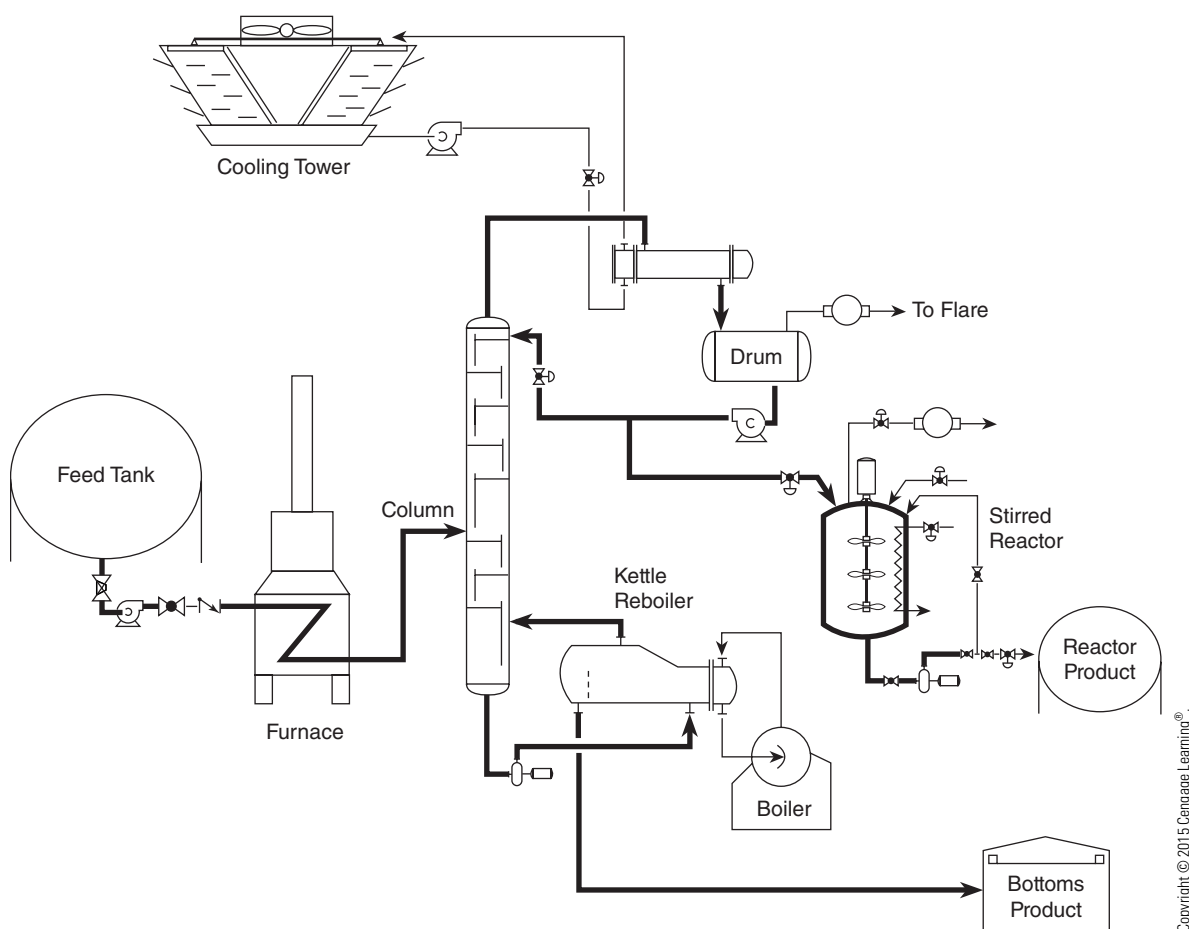 Cooling Tower
To Flare
Drum
Feed Tank
Column
Stirred
Reactor
Kettle
Reboiler
Reactor
Product
Furnace
Boiler
Bottoms
Product
Copyright © 2015 Cengage Learning®.
C
C
C